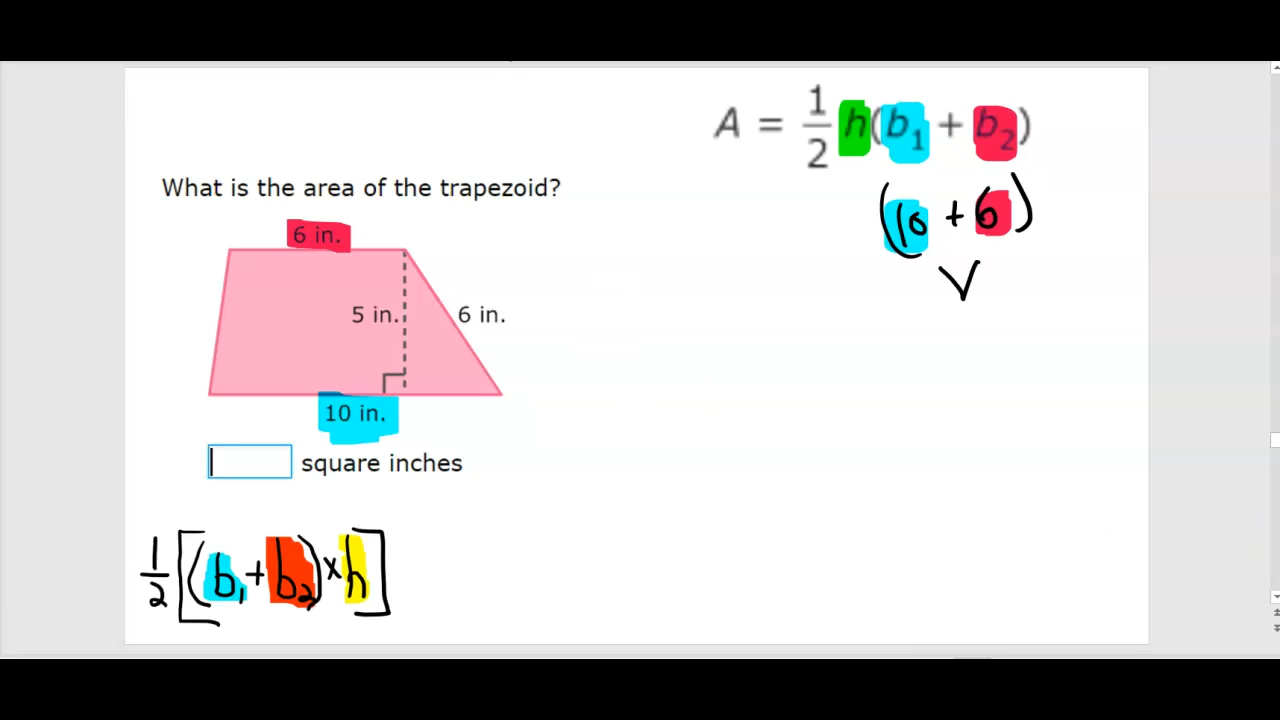 A = 1/2 h(b₁ + b₂)
(10 + 6)
What is the area of the trapezoid?
6 in.
5 in.
6 in.
10 in.
square inches
1/2 [(b₁ + b₂) × h]